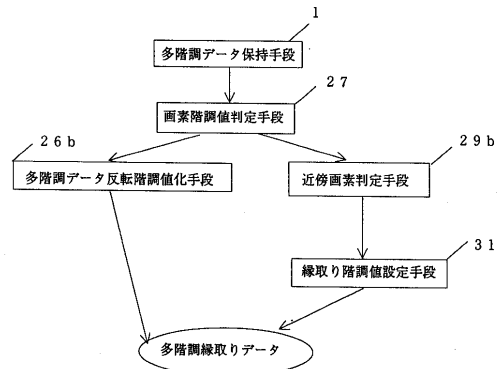 1
多階調データ保持手段
27
画素階調値判定手段
26b
多階調データ反転階調値化手段
29b
近傍画素判定手段
31
縁取り階調値設定手段
多階調縁取りデータ